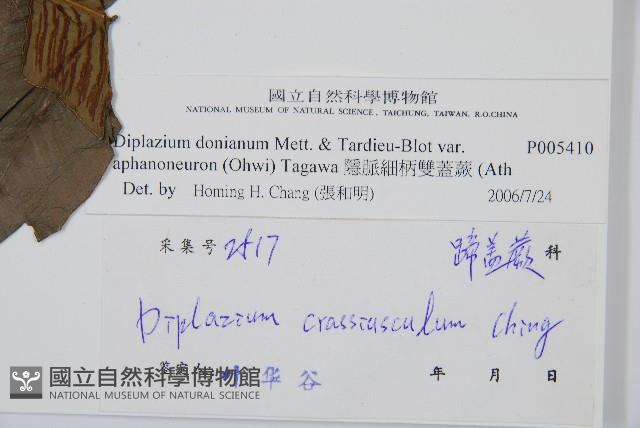 國立自然科學博物館
NATIONAL MUSEUM OF NATURAL SCIENCE, TAICHUNG, TAIWAN, R.O.CHINA
Diplazium donianum Mett. & Tardieu-Blot var. P005410
aphanoneuron (Ohwi) Tagawa 隱脈細柄雙蓋蕨 (Ath
Det. by Homing H. Chang (張和明) 2006/7/24
采集号 2517 蹄盖蕨 科
Diplazium crassiusculum Ching
华谷 年 月 日
國立自然科學博物館
NATIONAL MUSEUM OF NATURAL SCIENCE